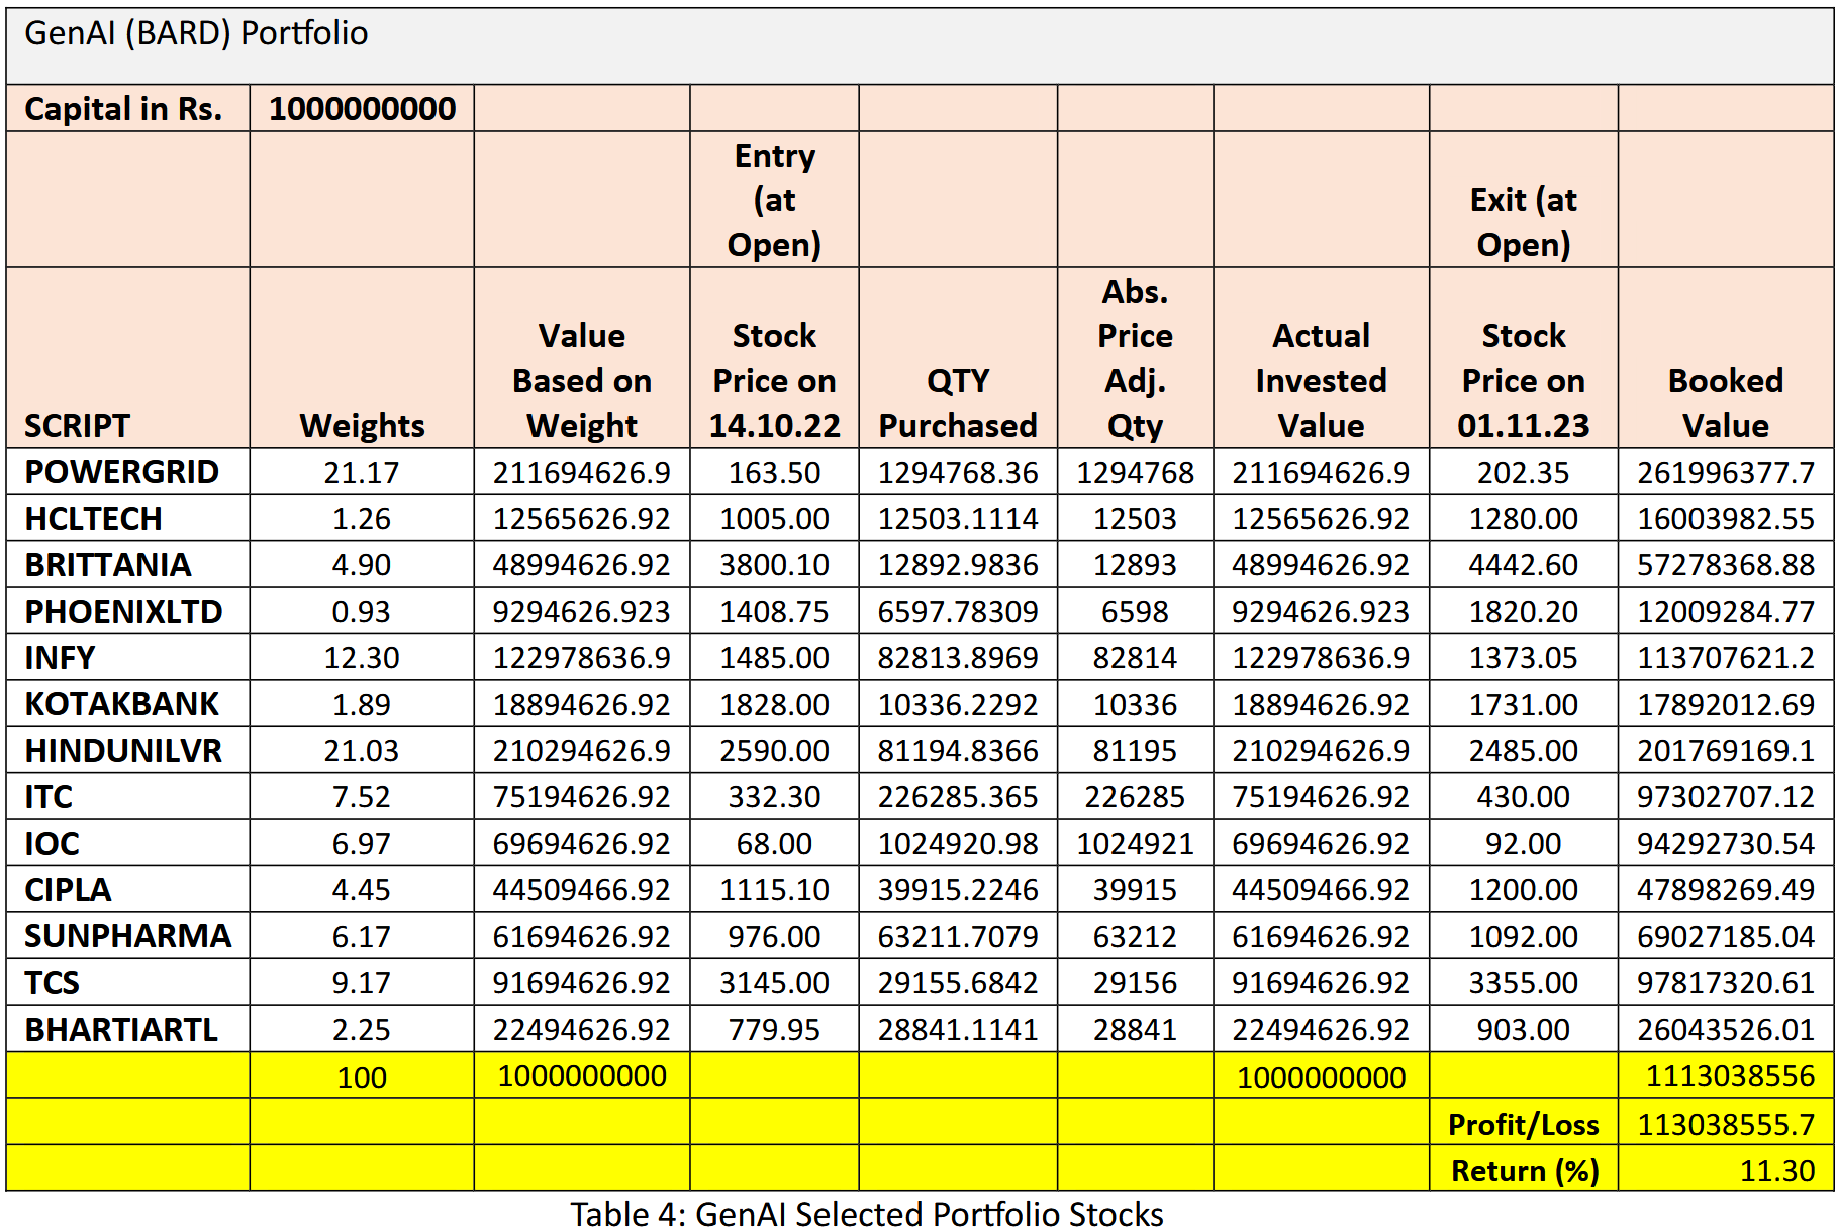 GenAI (BARD) Portfolio
Capital in Rs. 1000000000
Entry (at Open) Exit (at Open)
SCRIPT Weights Value Based on Weight Stock Price on 14.10.22 QTY Purchased Abs. Price Adj. Qty Actual Invested Value Stock Price on 01.11.23 Booked Value
POWERGRID 21.17 211694626.9 163.50 1294768.36 1294768 211694626.9 202.35 261996377.7
HCLTECH 1.26 12565626.92 1005.00 12503.1114 12503 12565626.92 1280.00 16003982.55
BRITTANIA 4.90 48994626.92 3800.10 12892.9836 12893 48994626.92 4442.60 57278368.88
PHOENIXLTD 0.93 9294626.923 1408.75 6597.78309 6598 9294626.923 1820.20 12009284.77
INFY 12.30 122978636.9 1485.00 82813.8969 82814 122978636.9 1373.05 113707621.2
KOTAKBANK 1.89 18894626.92 1828.00 10336.2292 10336 18894626.92 1731.00 17892012.69
HINDUNILVR 21.03 210294626.9 2590.00 81194.8366 81195 210294626.9 2485.00 201769169.1
ITC 7.52 75194626.92 332.30 226285.365 226285 75194626.92 430.00 97302707.12
IOC 6.97 69694626.92 68.00 1024920.98 1024921 69694626.92 92.00 94292730.54
CIPLA 4.45 44509466.92 1115.10 39915.2246 39915 44509466.92 1200.00 47898269.49
SUNPHARMA 6.17 61694626.92 976.00 63211.7079 63212 61694626.92 1092.00 69027185.04
TCS 9.17 91694626.92 3145.00 29155.6842 29156 91694626.92 3355.00 97817320.61
BHARTIARTL 2.25 22494626.92 779.95 28841.1141 28841 22494626.92 903.00 26043526.01
100 1000000000 1000000000 1113038556
Profit/Loss 113038555.7
Return (%) 11.30
Table 4: GenAI Selected Portfolio Stocks